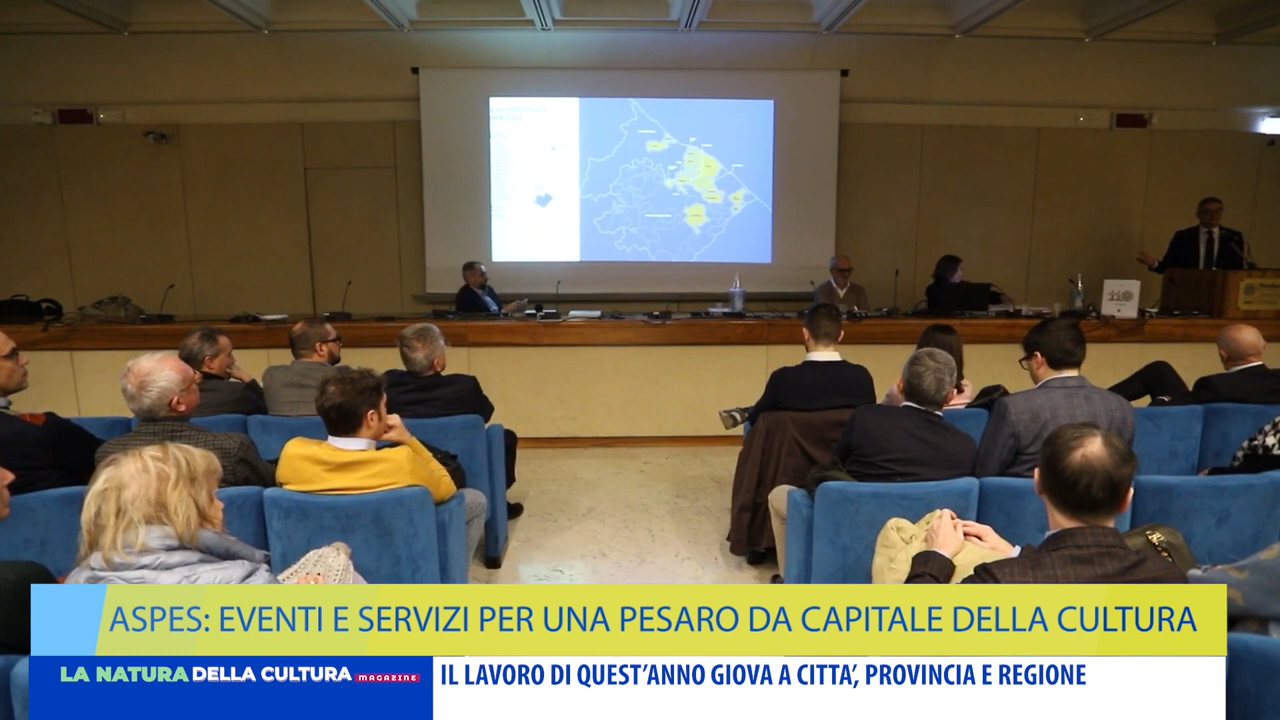 ASPES: EVENTI E SERVIZI PER UNA PESARO DA CAPITALE DELLA CULTURA
LA NATURA DELLA CULTURA MAGAZINE
IL LAVORO DI QUEST'ANNO GIOVA A CITTA', PROVINCIA E REGIONE